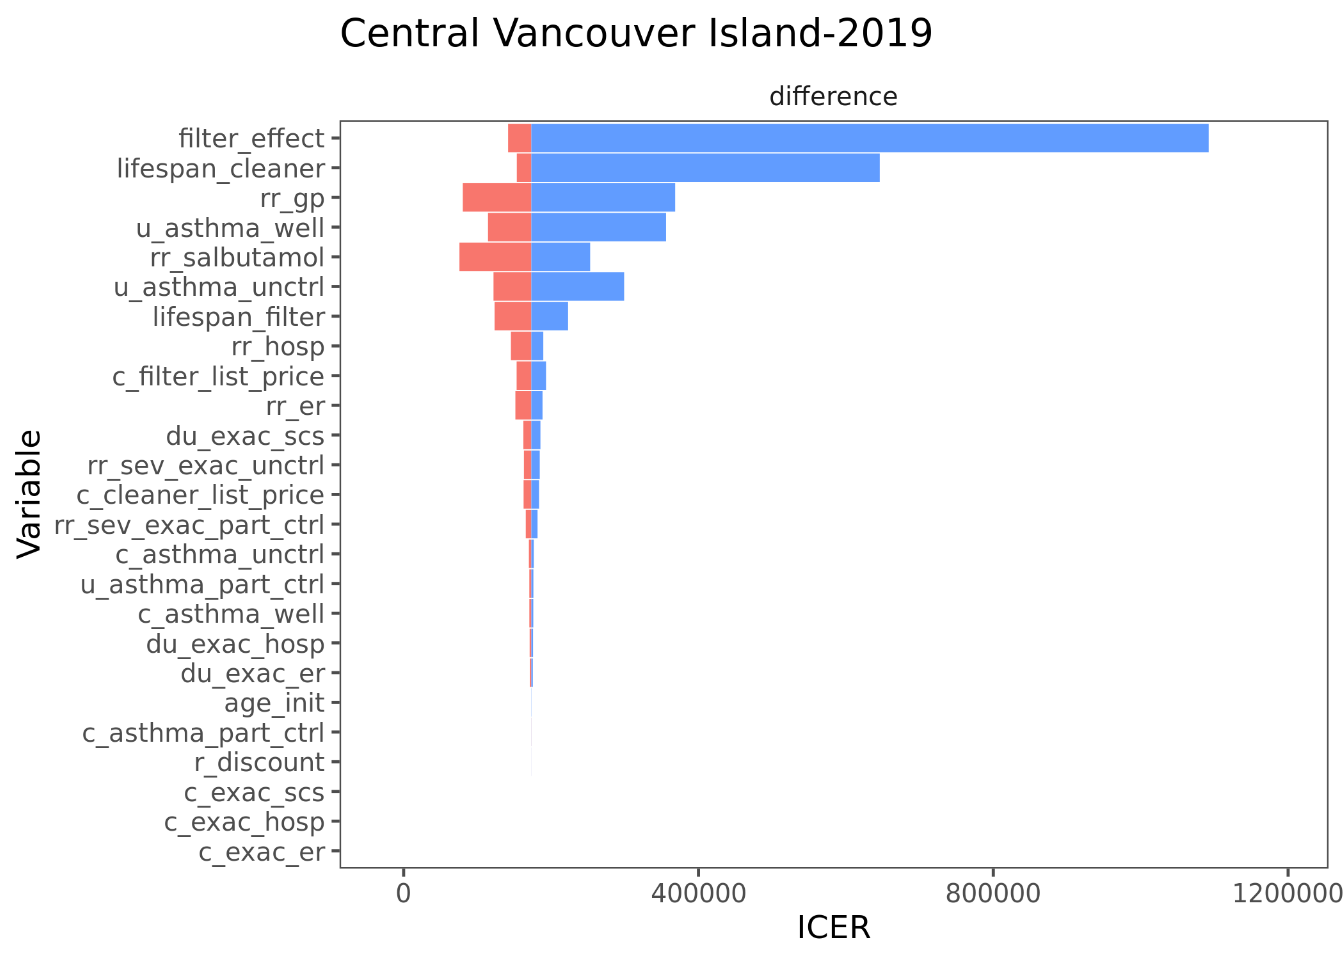 Central Vancouver Island-2019
difference
filter_effect
lifespan_cleaner
rr_gp
u_asthma_well
rr_salbutamol
u_asthma_unctrl
lifespan_filter
rr_hosp
c_filter_list_price
rr_er
du_exac_scs
rr_sev_exac_unctrl
c_cleaner_list_price
rr_sev_exac_part_ctrl
c_asthma_unctrl
u_asthma_part_ctrl
c_asthma_well
du_exac_hosp
du_exac_er
age_init
c_asthma_part_ctrl
r_discount
c_exac_scs
c_exac_hosp
c_exac_er
Variable
0 400000 800000 1200000
ICER